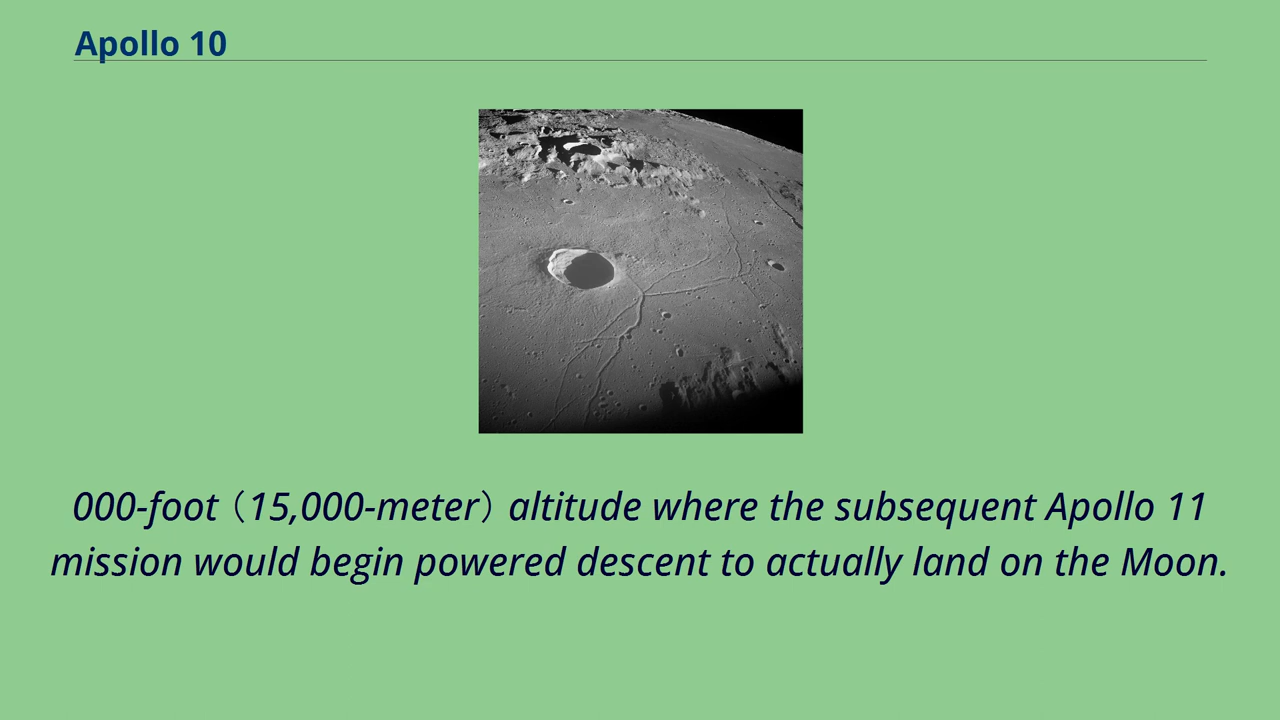 Apollo 10
000-foot（15,000-meter）altitude where the subsequent Apollo 11
mission would begin powered descent to actually land on the Moon.